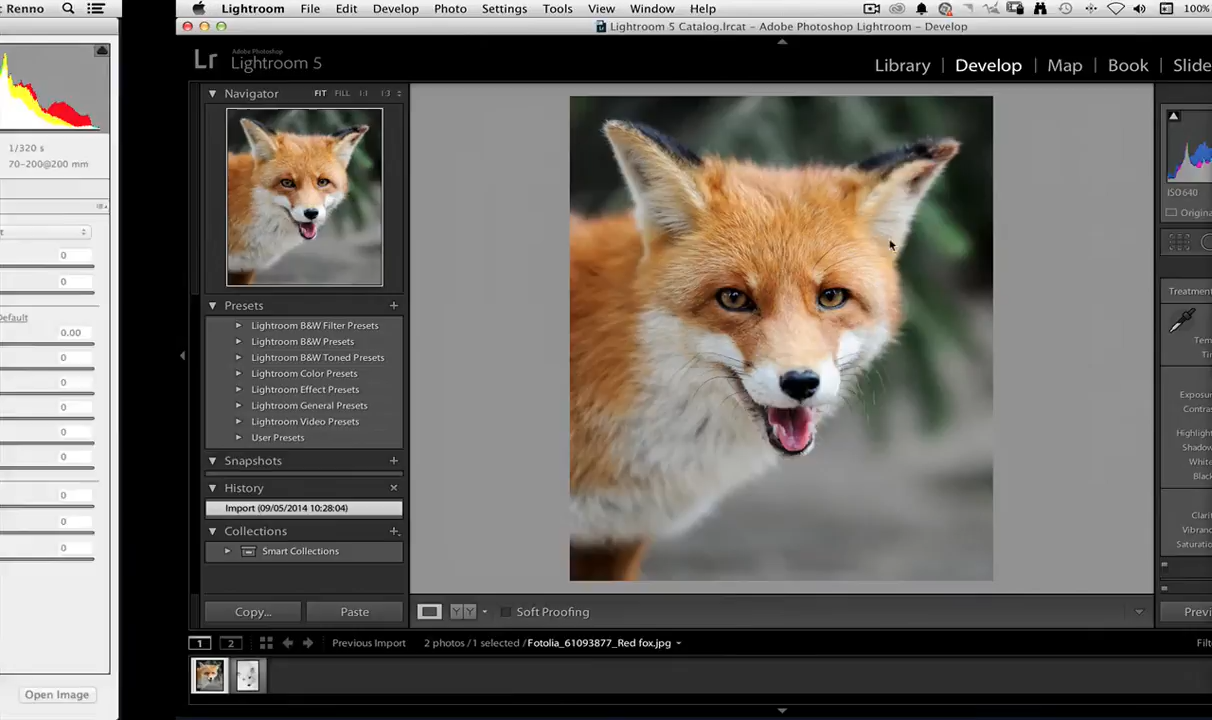 t Renno
1/320 s
70-200@200 mm
t
0
0
Default
0.00
0
0
0
0
0
0
0
0
Open Image
Lightroom File Edit Develop Photo Settings Tools View Window Help 100%
Lightroom 5 Catalog.lrcat - Adobe Photoshop Lightroom - Develop
Lr Adobe Photoshop
Lightroom 5
Library | Develop | Map | Book | Slide
Navigator FIT FILL 1:1 1:3
Presets +
Lightroom B&W Filter Presets
Lightroom B&W Presets
Lightroom B&W Toned Presets
Lightroom Color Presets
Lightroom Effect Presets
Lightroom General Presets
Lightroom Video Presets
User Presets
Snapshots +
History ×
Import (09/05/2014 10:28:04)
Collections +
Smart Collections
Copy... Paste
YY Soft Proofing
1 2 Previous Import 2 photos / 1 selected / Fotolia_61093877_Red fox.jpg
ISO 640
Origina
Treatment
Tem
Tin
Exposure
Contras
Highligh
Shadow
White
Black
Clari
Vibranc
Saturatio
Previ
Filt